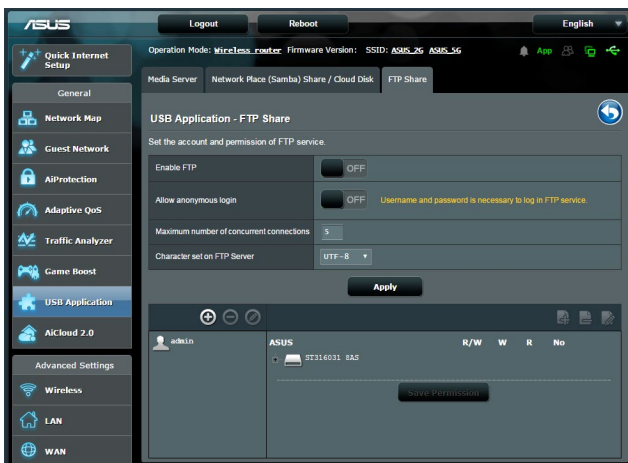 ASUS
Logout
Reboot
English
Quick Internet
Setup
Operation Mode: Wireless router Firmware Version: SSID: ASUS_2G ASUS_5G
App
Media Server
Network Place (Samba) Share / Cloud Disk
FTP Share
General
Network Map
Guest Network
AiProtection
Adaptive QoS
Traffic Analyzer
Game Boost
USB Application
AiCloud 2.0
Advanced Settings
Wireless
LAN
WAN
USB Application - FTP
Share
Set the account and permission of FTP service.
Enable FTP
OFF
Allow anonymous login
OFF
Username and password is necessary to log in FTP service.
Maximum number of concurrent connections
5
Character set on FTP Server
UTF-8
Apply
admin
ASUS
R/W W R No
ST316031 8AS
Save Permission